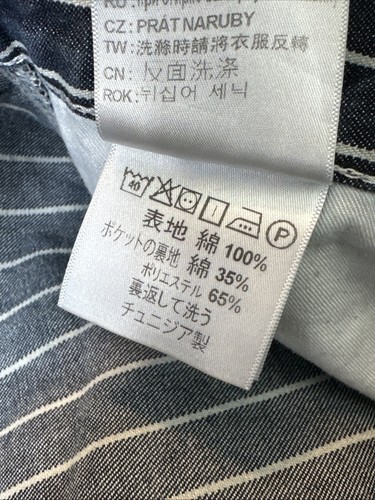 CZ: PRÁT NARUBY
TW: 洗滌時請將衣服反轉
CN: 反面洗涤
ROK: 뒤집어 세탁
40 P
表地 綿 100%
ポケットの裏地 綿 35%
ポリエステル 65%
裏返して洗う
チュニジア製